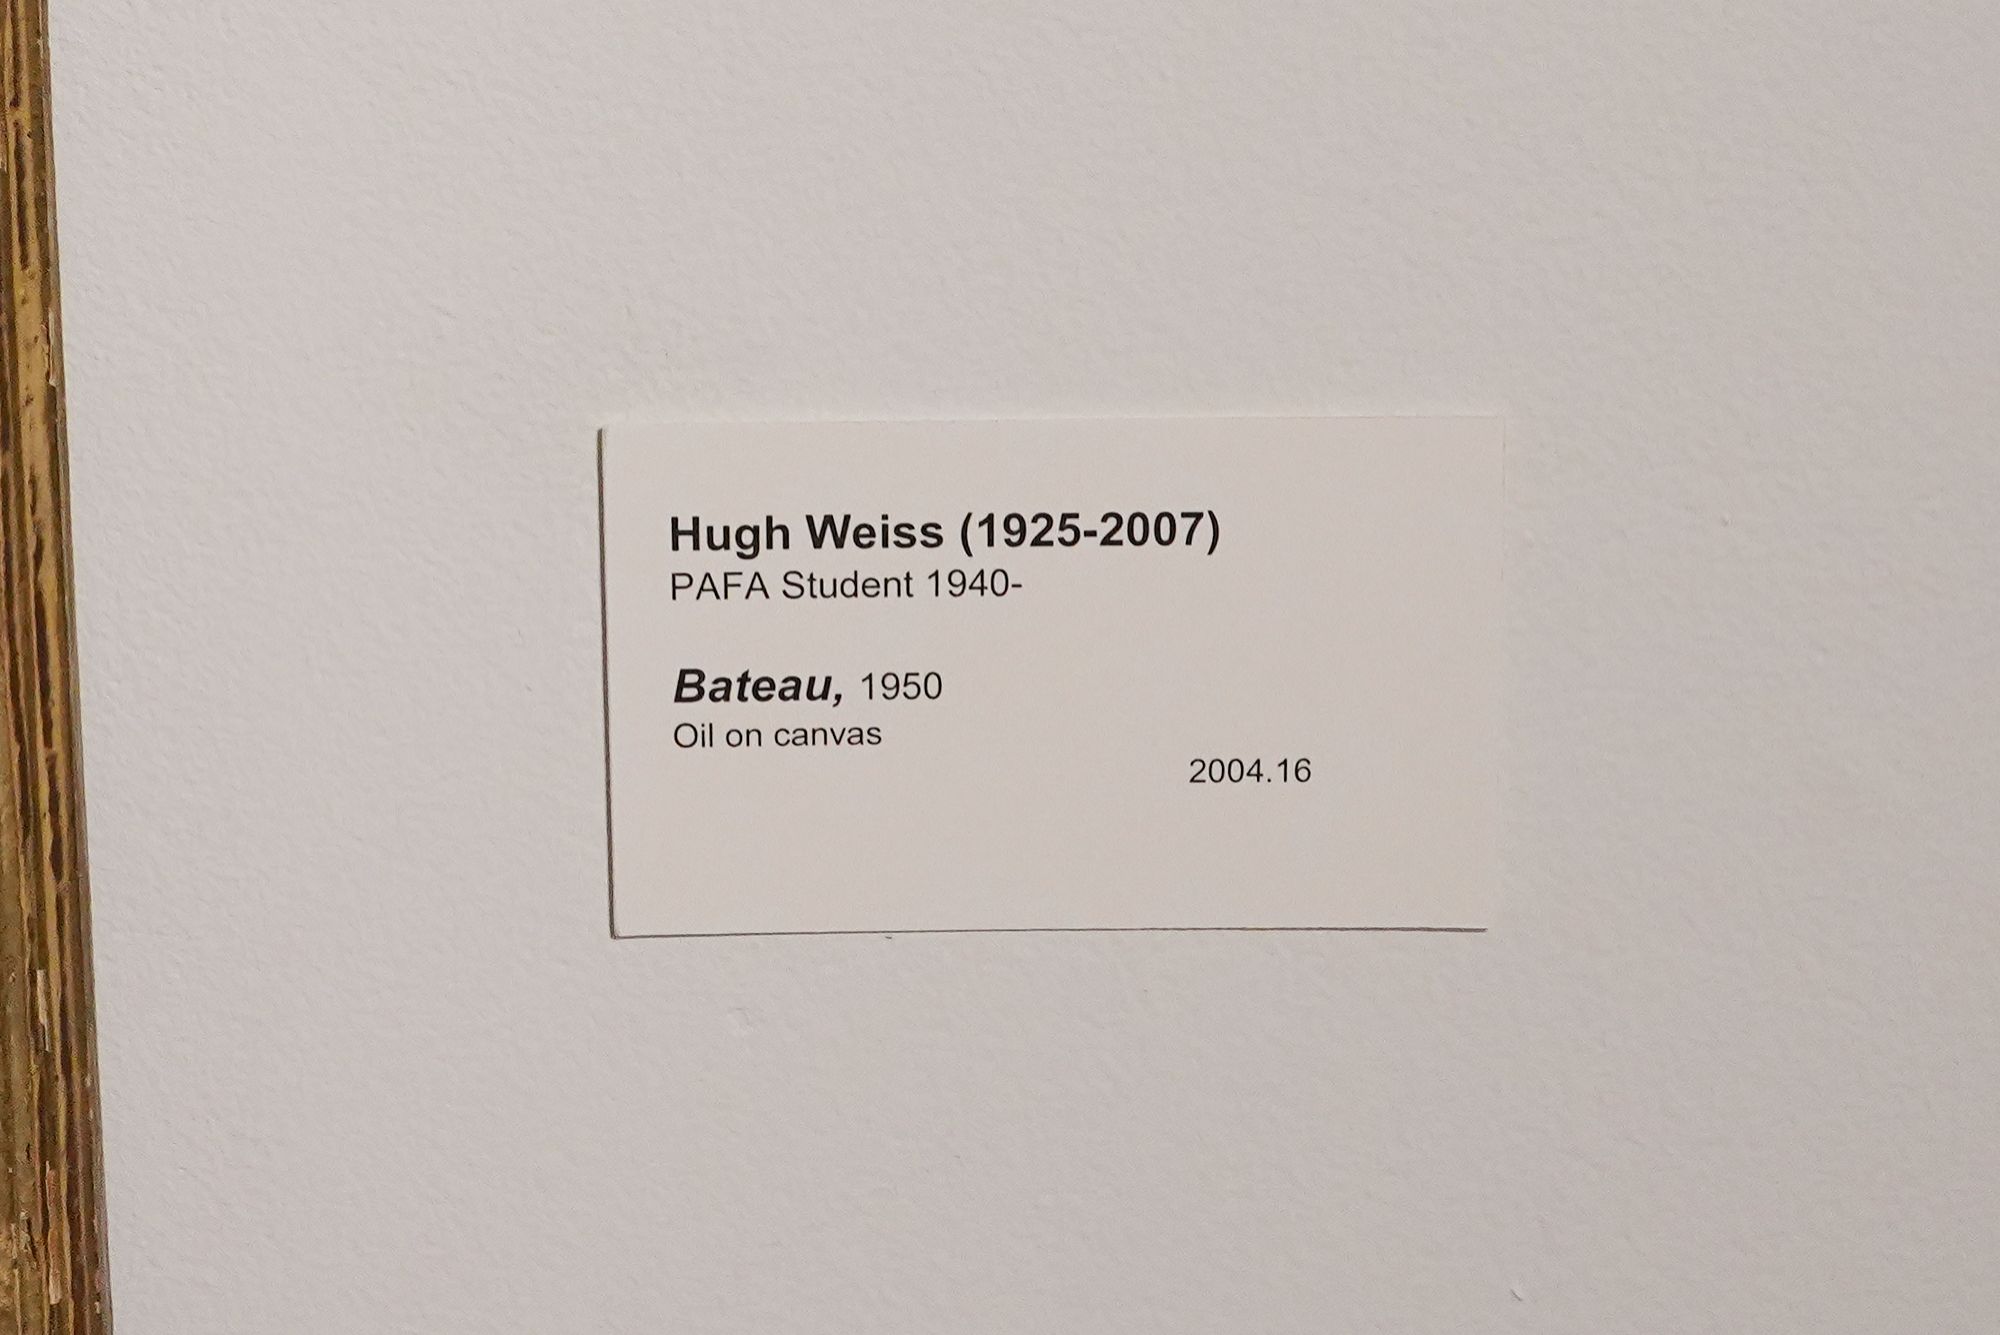 Hugh Weiss (1925-2007)
PAFA Student 1940-
Bateau, 1950
Oil on canvas
2004.16